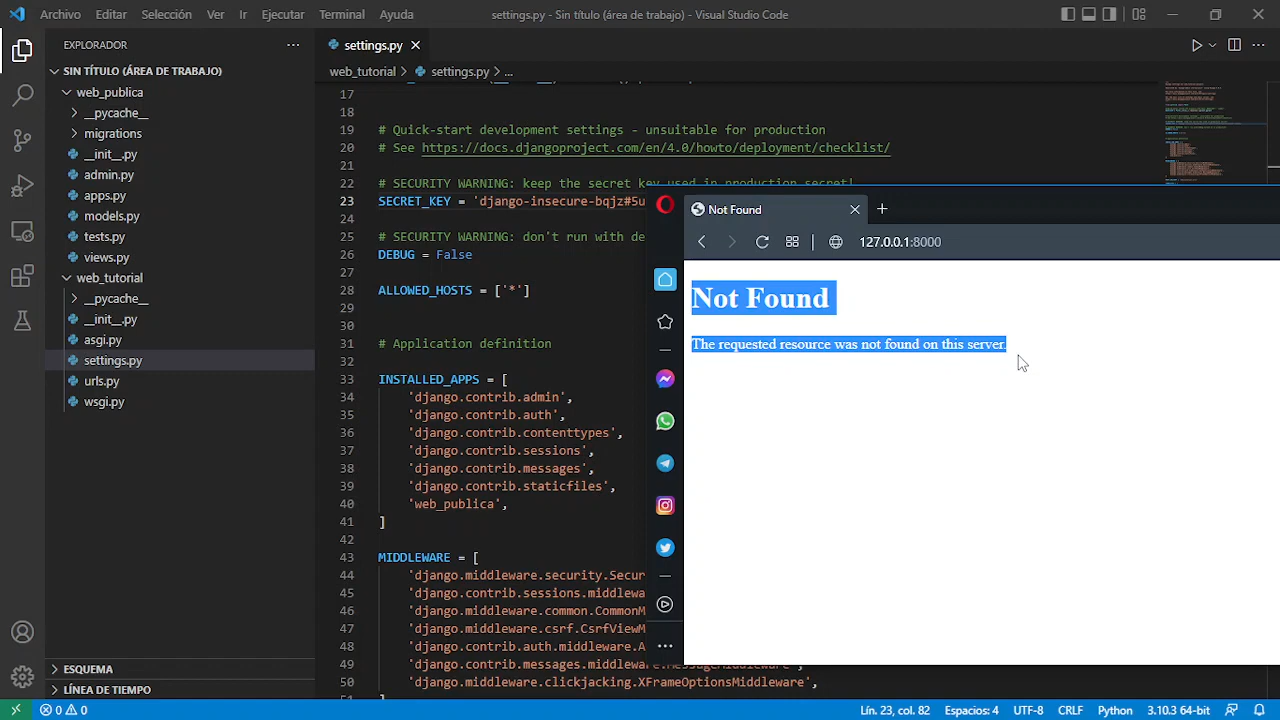 Archivo Editar Selección Ver Ir Ejecutar Terminal Ayuda settings.py - Sin título (área de trabajo) - Visual Studio Code
EXPLORADOR
SIN TÍTULO (ÁREA DE TRABAJO)
web_publica
__pycache__
migrations
__init__.py
admin.py
apps.py
models.py
tests.py
views.py
web_tutorial
__pycache__
__init__.py
asgi.py
settings.py
urls.py
wsgi.py
ESQUEMA
LÍNEA DE TIEMPO
settings.py
web_tutorial > settings.py > ...
17
18
19 # Quick-start development settings - unsuitable for production
20 # See https://docs.djangoproject.com/en/4.0/howto/deployment/checklist/
21
22 # SECURITY WARNING: keep the secret key used in production secret!
23 SECRET_KEY = 'django-insecure-bqjz#5u
24
25 # SECURITY WARNING: don't run with de
26 DEBUG = False
27
28 ALLOWED_HOSTS = ['*']
29
30
31 # Application definition
32
33 INSTALLED_APPS = [
34 'django.contrib.admin',
35 'django.contrib.auth',
36 'django.contrib.contenttypes',
37 'django.contrib.sessions',
38 'django.contrib.messages',
39 'django.contrib.staticfiles',
40 'web_publica',
41 ]
42
43 MIDDLEWARE = [
44 'django.middleware.security.Secur
45 'django.contrib.sessions.middlewa
46 'django.middleware.common.CommonM
47 'django.middleware.csrf.CsrfViewM
48 'django.contrib.auth.middleware.A
49 'django.contrib.messages.middleware.MessageMiddleware',
50 'django.middleware.clickjacking.XFrameOptionsMiddleware',
Not Found
127.0.0.1:8000
Not Found
The requested resource was not found on this server.
0 0 Lín. 23, col. 82 Espacios: 4 UTF-8 CRLF Python 3.10.3 64-bit